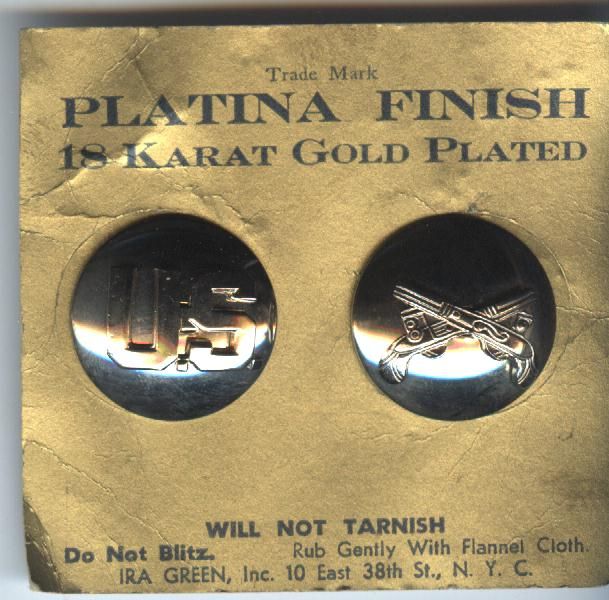 Trade Mark
PLATINA FINISH
18 KARAT GOLD PLATED
U.S
WILL NOT TARNISH
Do Not Blitz. Rub Gently With Flannel Cloth.
IRA GREEN, Inc. 10 East 38th St., N. Y. C.